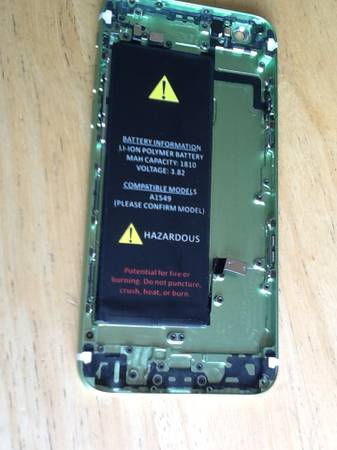 BATTERY INFORMATION
LI-ION POLYMER BATTERY
MAH CAPACITY: 1810
VOLTAGE: 3.82
COMPATIBLE MODELS
A1549
(PLEASE CONFIRM MODEL)
HAZARDOUS
Potential for fire or
burning. Do not puncture,
crush, heat, or burn.